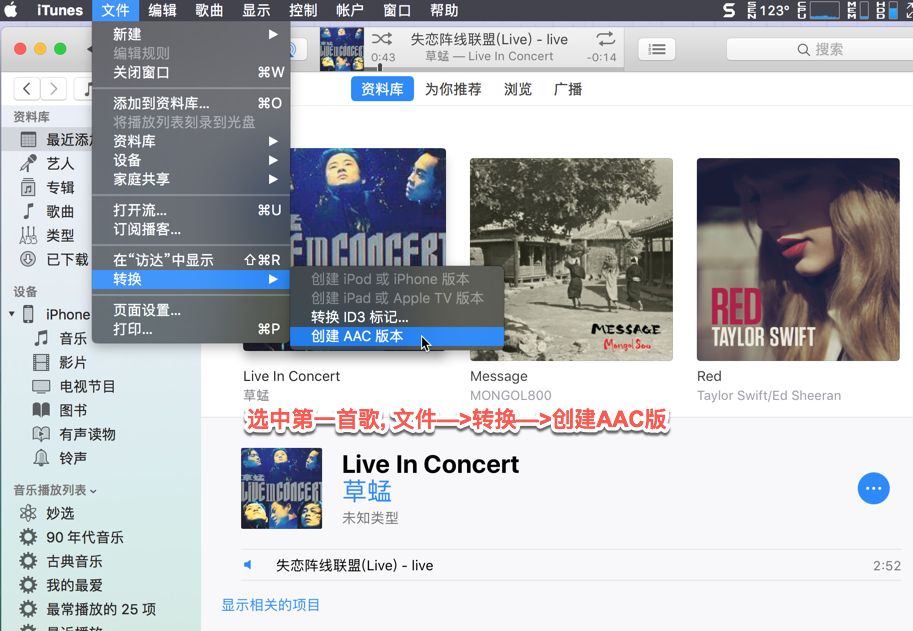 iTunes 文件 编辑 歌曲 显示 控制 帐户 窗口 帮助 123°
新建
编辑规则
关闭窗口 ⌘W
添加到资料库... ⌘O
将播放列表刻录到光盘
资料库
设备
家庭共享
打开流... ⌘U
订阅播客...
在“访达”中显示 ⇧⌘R
转换
页面设置...
打印... ⌘P
创建 iPod 或 iPhone 版本
创建 iPad 或 Apple TV 版本
转换 ID3 标记...
创建 AAC 版本
失恋阵线联盟(Live) - live
0:43 草蜢 — Live In Concert -0:14
搜索
资料库 为你推荐 浏览 广播
资料库
最近添加
艺人
专辑
歌曲
类型
已下载
设备
iPhone
音乐
影片
电视节目
图书
有声读物
铃声
音乐播放列表
妙选
90 年代音乐
古典音乐
我的最爱
最常播放的 25 项
最近播放
LIVE IN CONCERT
MESSAGE
Mongol800
RED
TAYLOR SWIFT
Live In Concert
草蜢
Message
MONGOL800
Red
Taylor Swift/Ed Sheeran
选中第一首歌, 文件—>转换—>创建AAC版
草蜢
LIVE IN CONCERT
Live In Concert
草蜢
未知类型
失恋阵线联盟(Live) - live 2:52
显示相关的项目